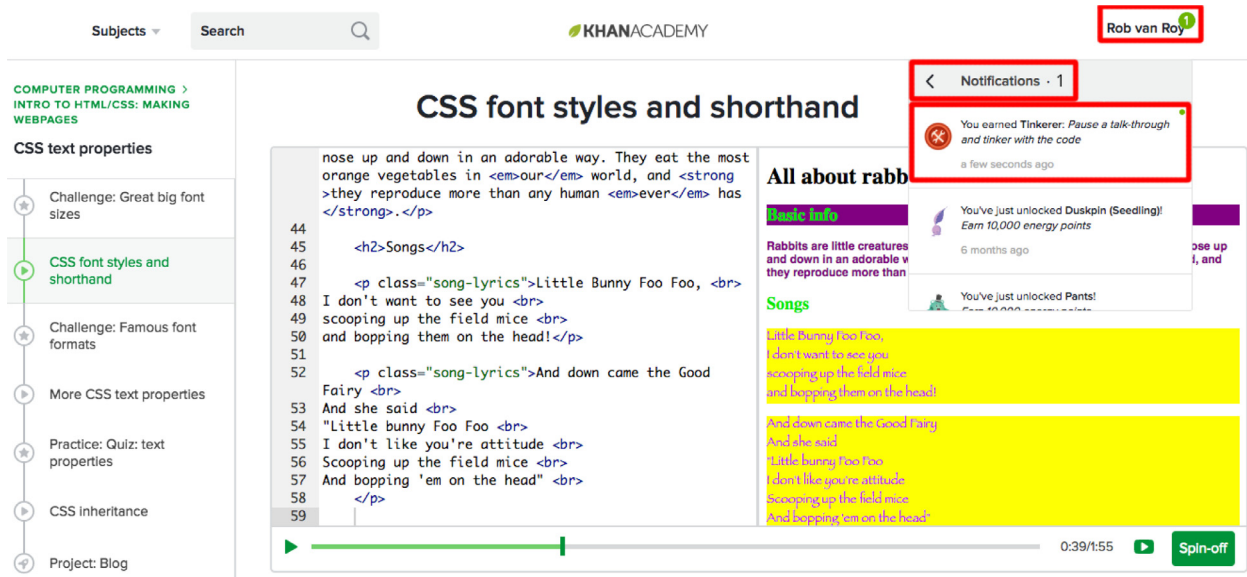 Subjects
Search
KHANACADEMY
Rob van Roy
1
COMPUTER PROGRAMMING >
INTRO TO HTML/CSS: MAKING
WEBPAGES
CSS text properties
Challenge: Great big font
sizes
CSS font styles and
shorthand
Challenge: Famous font
formats
More CSS text properties
Practice: Quiz: text
properties
CSS inheritance
Project: Blog
CSS font styles and shorthand
nose up and down in an adorable way. They eat the most
orange vegetables in <em>our</em> world, and <strong
>they reproduce more than any human <em>ever</em> has
</strong>.</p>
44
45 <h2>Songs</h2>
46
47 <p class="song-lyrics">Little Bunny Foo Foo, <br>
48 I don't want to see you <br>
49 scooping up the field mice <br>
50 and bopping them on the head!</p>
51
52 <p class="song-lyrics">And down came the Good
Fairy <br>
53 And she said <br>
54 "Little bunny Foo Foo <br>
55 I don't like you're attitude <br>
56 Scooping up the field mice <br>
57 And bopping 'em on the head" <br>
58 </p>
59
All about rabb
Basic info
Rabbits are little creatures
ose up
and down in an adorable w
d, and
they reproduce more than
Songs
Little Bunny Foo Foo,
I don't want to see you
scooping up the field mice
and bopping them on the head!
And down came the Good Fairy
And she said
"Little bunny Foo Foo
I don't like you're attitude
Scooping up the field mice
And bopping 'em on the head"
Notifications · 1
You earned Tinkerer: Pause a talk-through
and tinker with the code
a few seconds ago
You've just unlocked Duskpin (Seedling)!
Earn 10,000 energy points
6 months ago
You've just unlocked Pants!
0:39/1:55
Spin-off